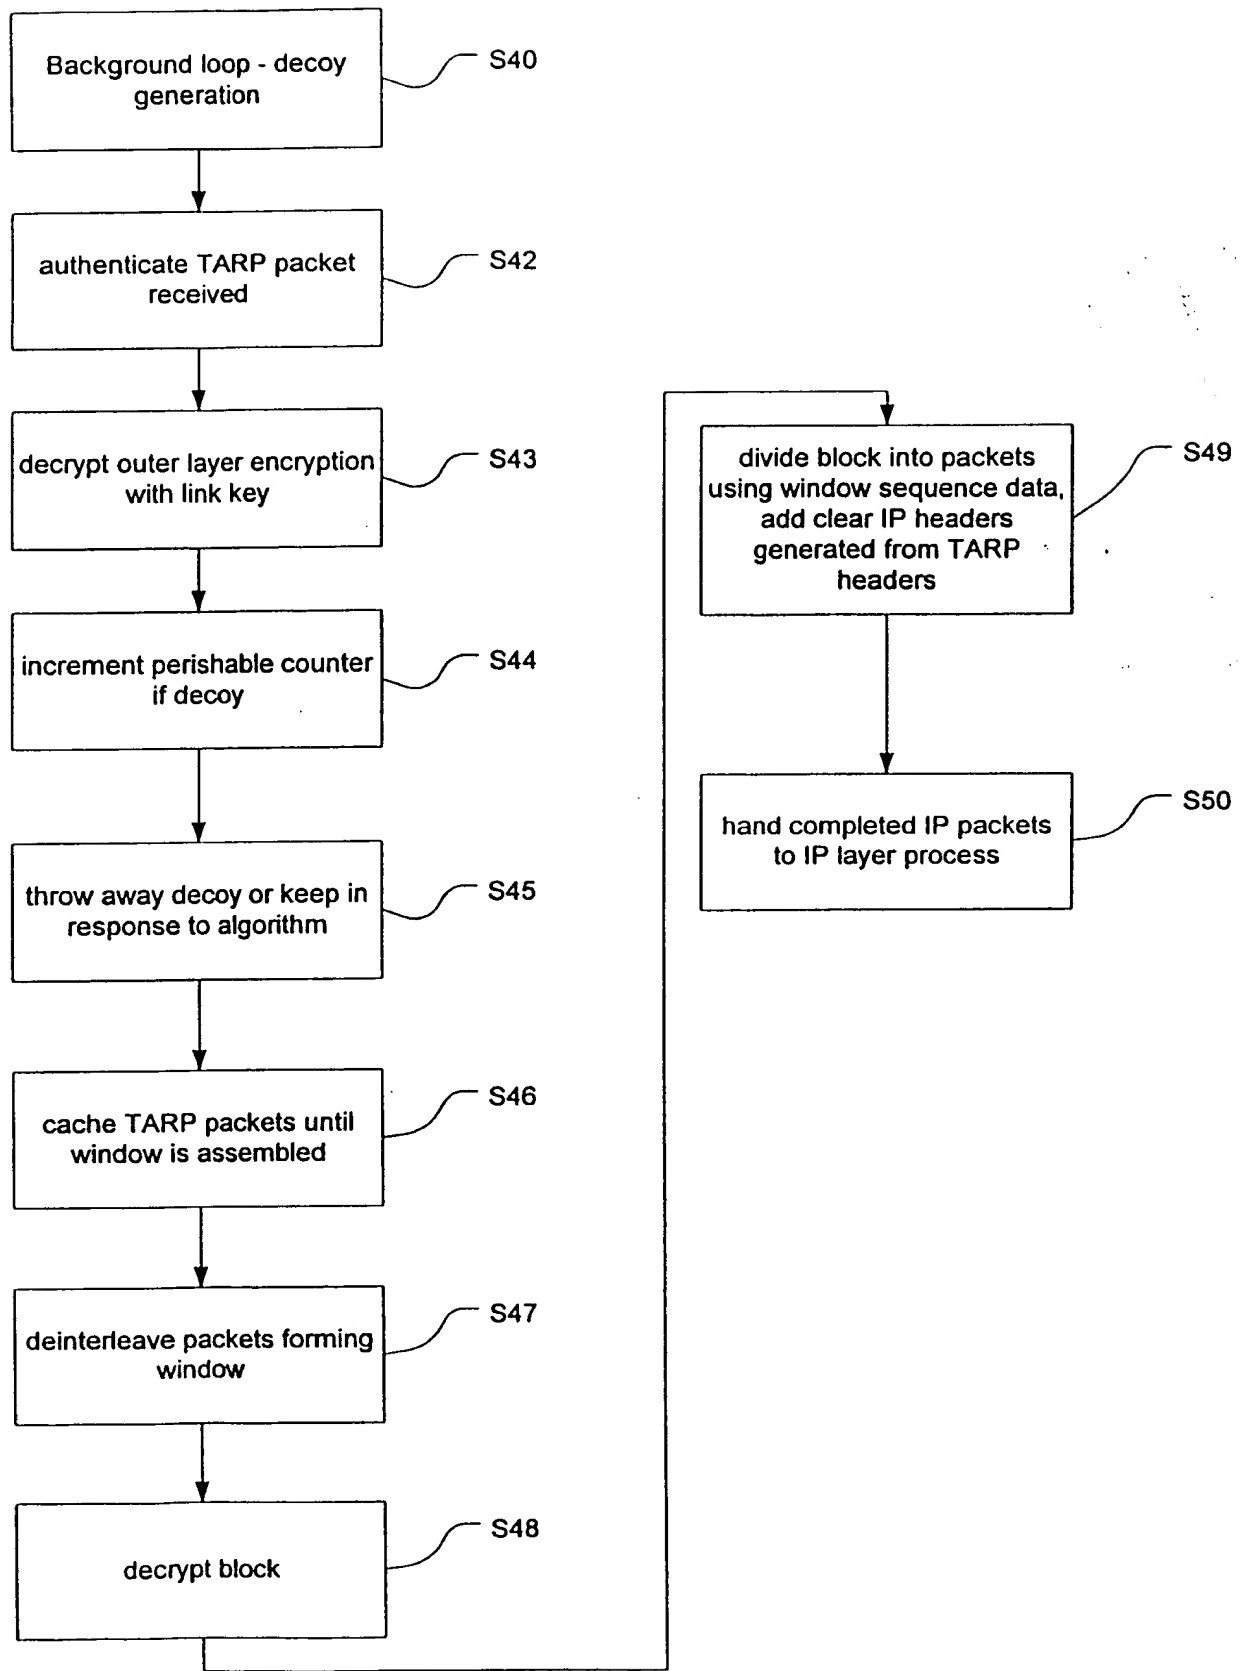 Background loop - decoy
generation
S40
authenticate TARP packet
received
S42
decrypt outer layer encryption
with link key
S43
increment perishable counter
if decoy
S44
throw away decoy or keep in
response to algorithm
S45
cache TARP packets until
window is assembled
S46
deinterleave packets forming
window
S47
decrypt block
S48
divide block into packets
using window sequence data,
add clear IP headers
generated from TARP
headers
S49
hand completed IP packets
to IP layer process
S50